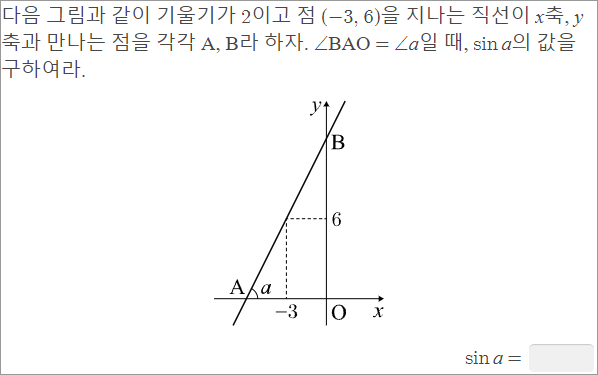 다음 그림과 같이 기울기가 2이고 점 (−3, 6)을 지나는 직선이 x축, y
축과 만나는 점을 각각 A, B라 하자. ∠BAO = ∠a일 때, sin a의 값을
구하여라.
y
B
6
A a
−3 O x
sin a =